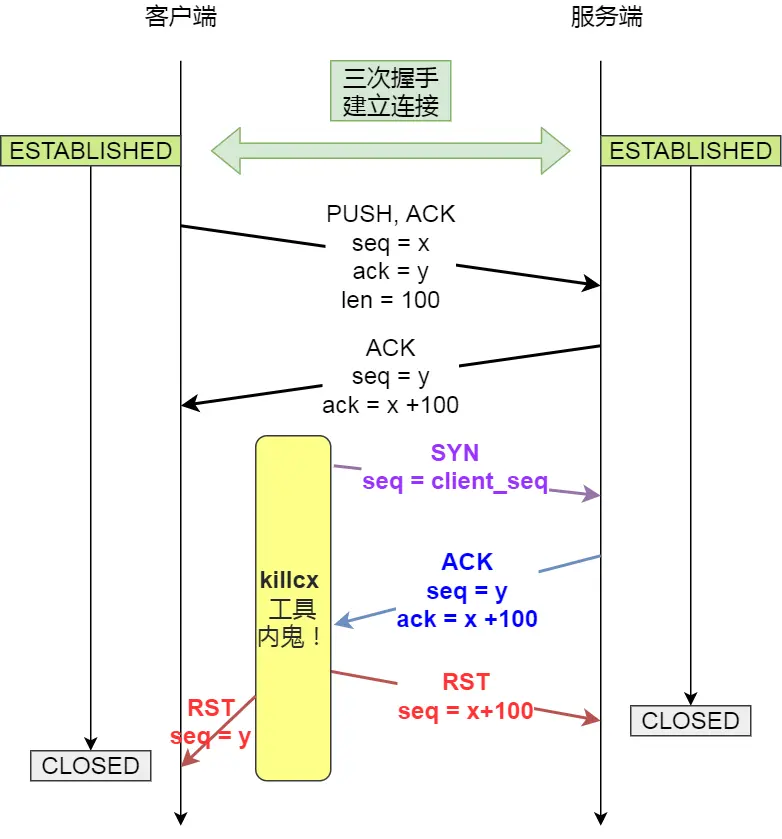 客户端
服务端
三次握手
建立连接
ESTABLISHED
ESTABLISHED
PUSH, ACK
seq = x
ack = y
len = 100
ACK
seq = y
ack = x +100
SYN
seq = client_seq
killcx
工具
内鬼！
ACK
seq = y
ack = x +100
RST
seq = x+100
RST
seq = y
CLOSED
CLOSED